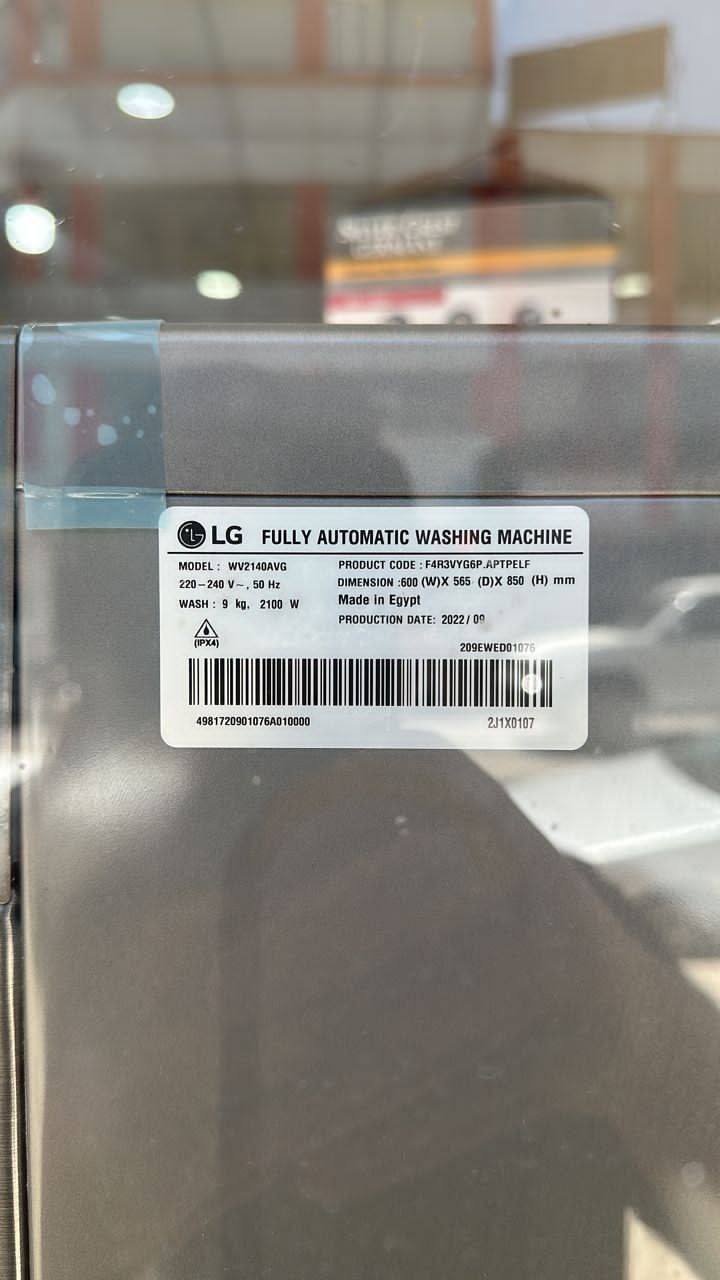 LG FULLY AUTOMATIC WASHING MACHINE
MODEL : WV2140AVG
220-240 V~, 50 Hz
WASH : 9 kg, 2100 W
(IPX4)
PRODUCT CODE : F4R3VYG6P.APTPELF
DIMENSION :600 (W)X 565 (D)X 850 (H) mm
Made in Egypt
PRODUCTION DATE: 2022/09
209EWED01076
4981720901076A010000
2J1X0107